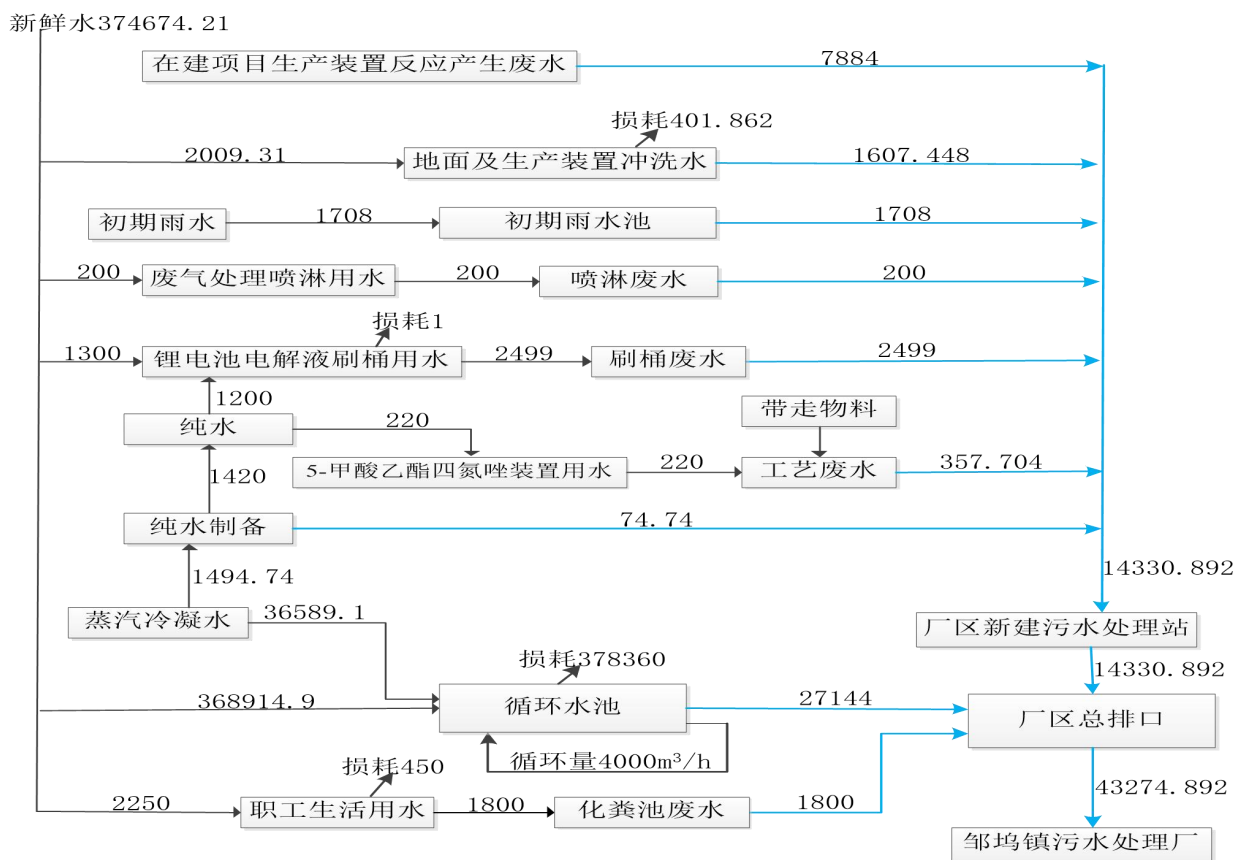 新鲜水374674.21
在建项目生产装置反应产生废水
7884
损耗401.862
2009.31
地面及生产装置冲洗水
1607.448
初期雨水
1708
初期雨水池
1708
200
废气处理喷淋用水
200
喷淋废水
200
损耗1
1300
锂电池电解液刷桶用水
2499
刷桶废水
2499
1200
纯水
220
带走物料
1420
5-甲酸乙酯四氮唑装置用水
220
工艺废水
357.704
纯水制备
74.74
1494.74
14330.892
蒸汽冷凝水
36589.1
厂区新建污水处理站
损耗378360
14330.892
368914.9
循环水池
27144
厂区总排口
循环量4000m³/h
损耗450
2250
职工生活用水
1800
化粪池废水
1800
43274.892
邹坞镇污水处理厂